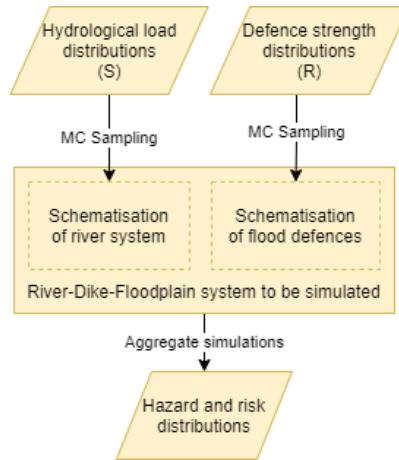 Hydrological load
distributions
(S)
Defence strength
distributions
(R)
MC Sampling
MC Sampling
Schematisation
of river system
Schematisation
of flood defences
River-Dike-Floodplain system to be simulated
Aggregate simulations
Hazard and risk
distributions